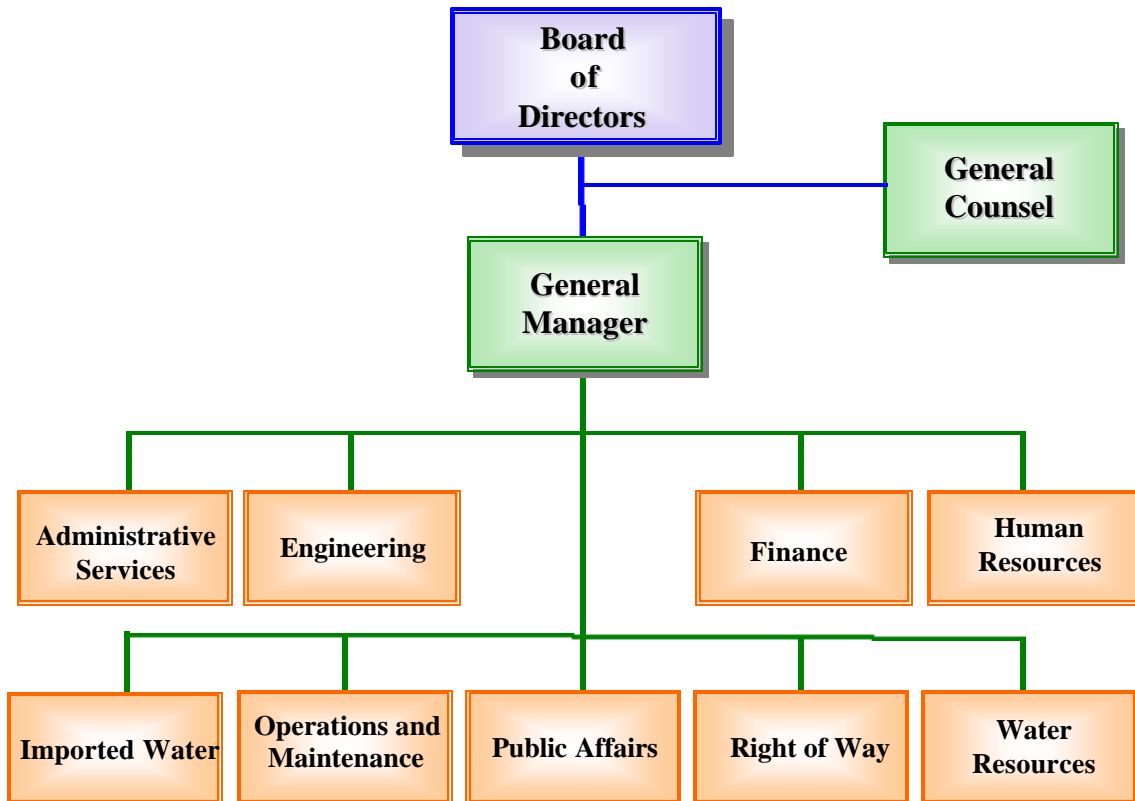 Board
of
Directors
General
Counsel
General
Manager
Administrative
Services
Engineering
Finance
Human
Resources
Imported Water
Operations and
Maintenance
Public Affairs
Right of Way
Water
Resources